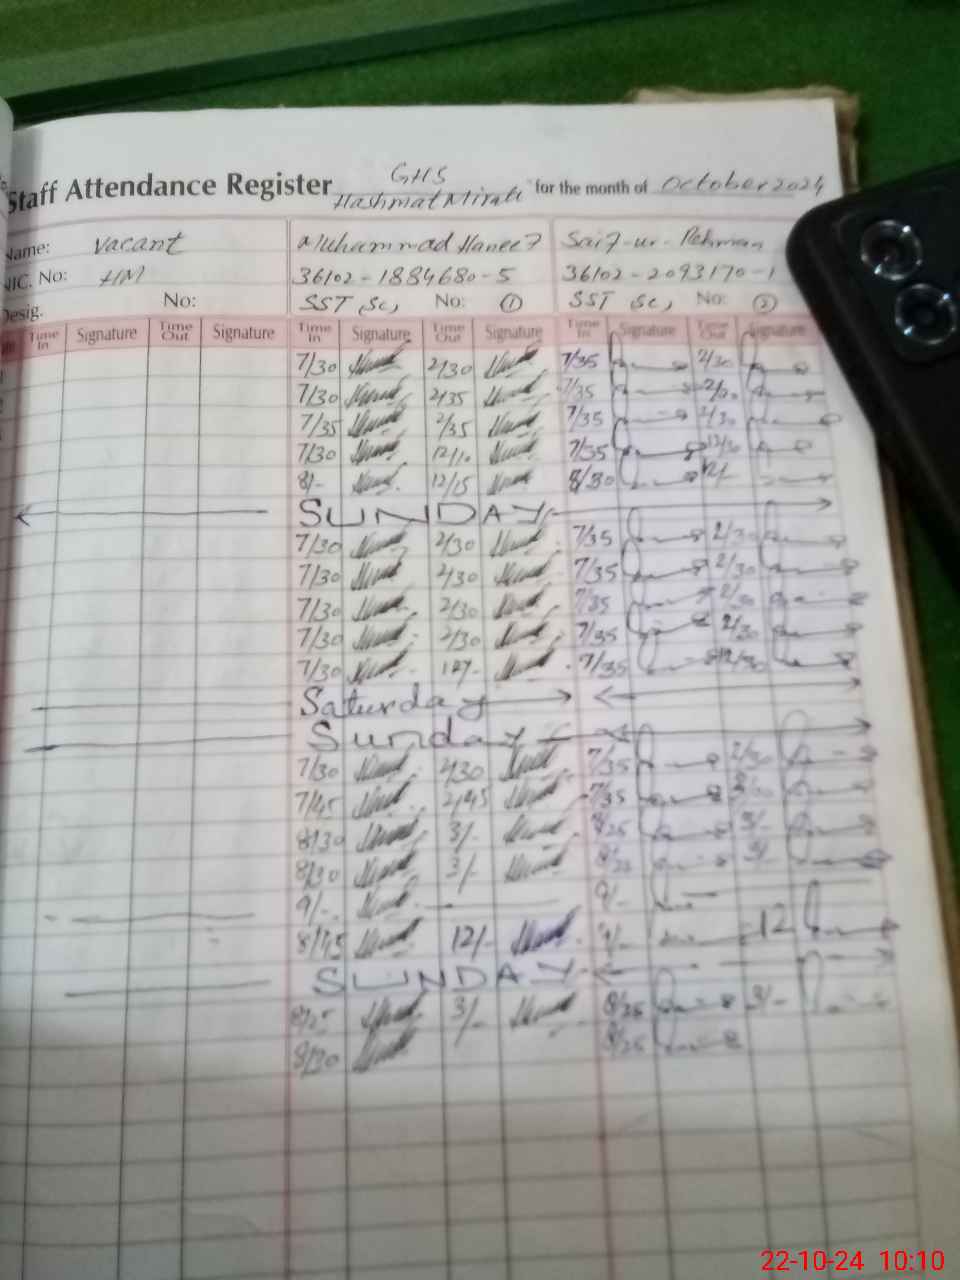 Staff Attendance Register GHS Hashmat Mirali for the month of October 2024
Name: Vacant Muhammad Haneef Saif-ur-Rehman
NIC. No: HM 36102-1884680-5 36102-2093170-1
Desig. No: SST (Sc) No: ① SST (Sc) No: ②
Time In Signature Time Out Signature Time In Signature Time Out Signature Time In Signature Time Out Signature
7/30 2/30 7/35 2/30
7/30 2/35 7/35
7/35 2/35 7/35 2/30
7/30 12/10 7/35 12/30
8/- 12/15 8/30 12/-
SUNDAY
7/30 2/30 7/35 2/30
7/30 2/30 7/35 2/30
7/30 2/30 7/35 2/30
7/30 2/30 7/35 2/30
7/30 12/- 7/35 12/30
Saturday
Sunday
7/30 2/30 7/35 2/30
7/45 2/45 7/35
8/30 3/- 8/25 3/-
8/30 3/- 3/-
9/- 9/-
8/45 12/- 9/- 12
SUNDAY
8/25 3/- 8/25 3/-
8/30 8/25
22-10-24 10:10